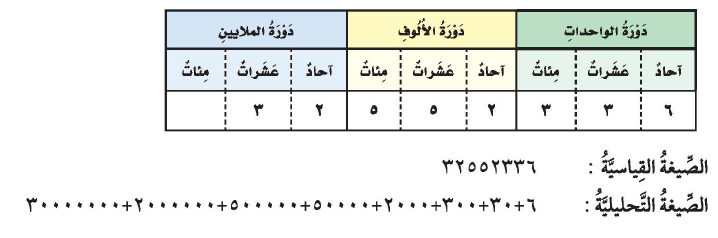 دَوْرَةُ الواحداتِ دَوْرَةُ الأُلُوفِ دَوْرَةُ الملايينِ
آحادٌ عَشَراتٌ مِئاتٌ آحادٌ عَشَراتٌ مِئاتٌ آحادٌ عَشَراتٌ مِئاتٌ
٦ ٣ ٣ ٢ ٥ ٥ ٢ ٣
الصِّيغةُ القِياسيَّةُ : ٣٢٥٥٢٣٣٦
الصِّيغةُ التَّحليليَّةُ : ٦+٣٠+٣٠٠+٢٠٠٠+٥٠٠٠٠+٥٠٠٠٠٠+٢٠٠٠٠٠٠+٣٠٠٠٠٠٠٠